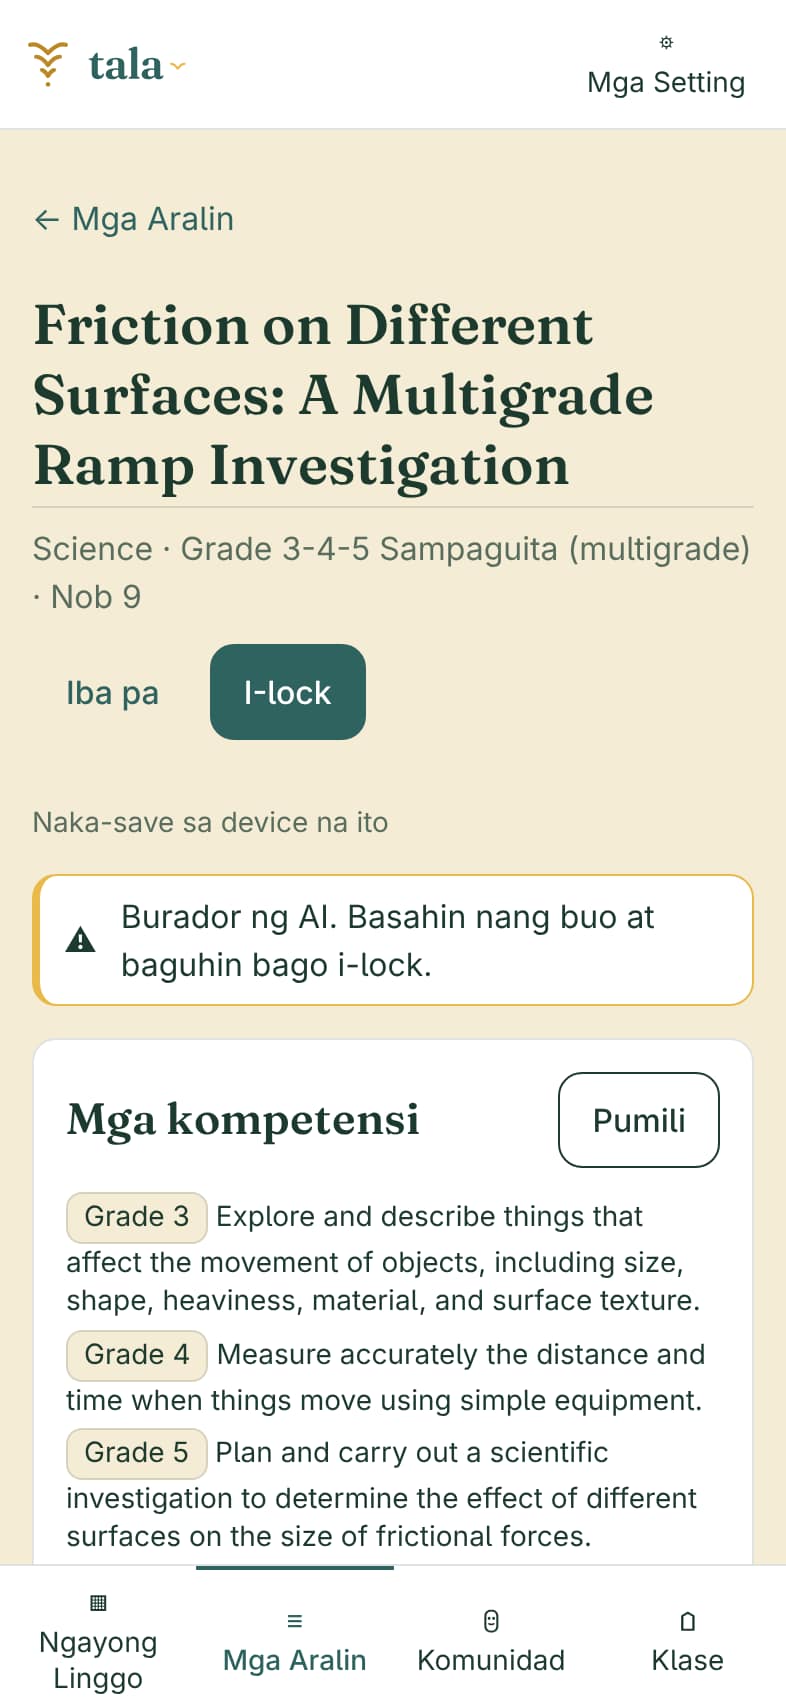 tala
Mga Setting
← Mga Aralin
Friction on Different
Surfaces: A Multigrade
Ramp Investigation
Science · Grade 3-4-5 Sampaguita (multigrade)
· Nob 9
Iba pa
I-lock
Naka-save sa device na ito
Burador ng AI. Basahin nang buo at
baguhin bago i-lock.
Mga kompetensi
Pumili
Grade 3 Explore and describe things that
affect the movement of objects, including size,
shape, heaviness, material, and surface texture.
Grade 4 Measure accurately the distance and
time when things move using simple equipment.
Grade 5 Plan and carry out a scientific
investigation to determine the effect of different
surfaces on the size of frictional forces.
Ngayong
Linggo
Mga Aralin
Komunidad
Klase